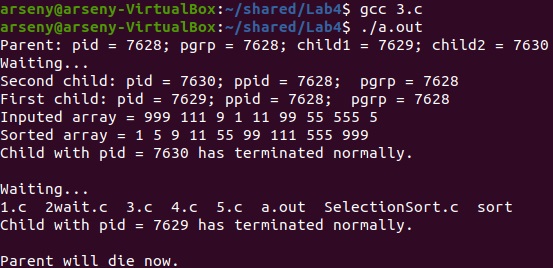 arseny@arseny-VirtualBox:~/shared/Lab4$ gcc 3.c
arseny@arseny-VirtualBox:~/shared/Lab4$ ./a.out
Parent: pid = 7628; pgrp = 7628; child1 = 7629; child2 = 7630
Waiting...
Second child: pid = 7630; ppid = 7628;  pgrp = 7628
First child: pid = 7629; ppid = 7628;  pgrp = 7628
Inputed array = 999 111 9 1 11 99 55 555 5
Sorted array = 1 5 9 11 55 99 111 555 999
Child with pid = 7630 has terminated normally.
Waiting...
1.c  2wait.c  3.c  4.c  5.c  a.out  SelectionSort.c  sort
Child with pid = 7629 has terminated normally.
Parent will die now.